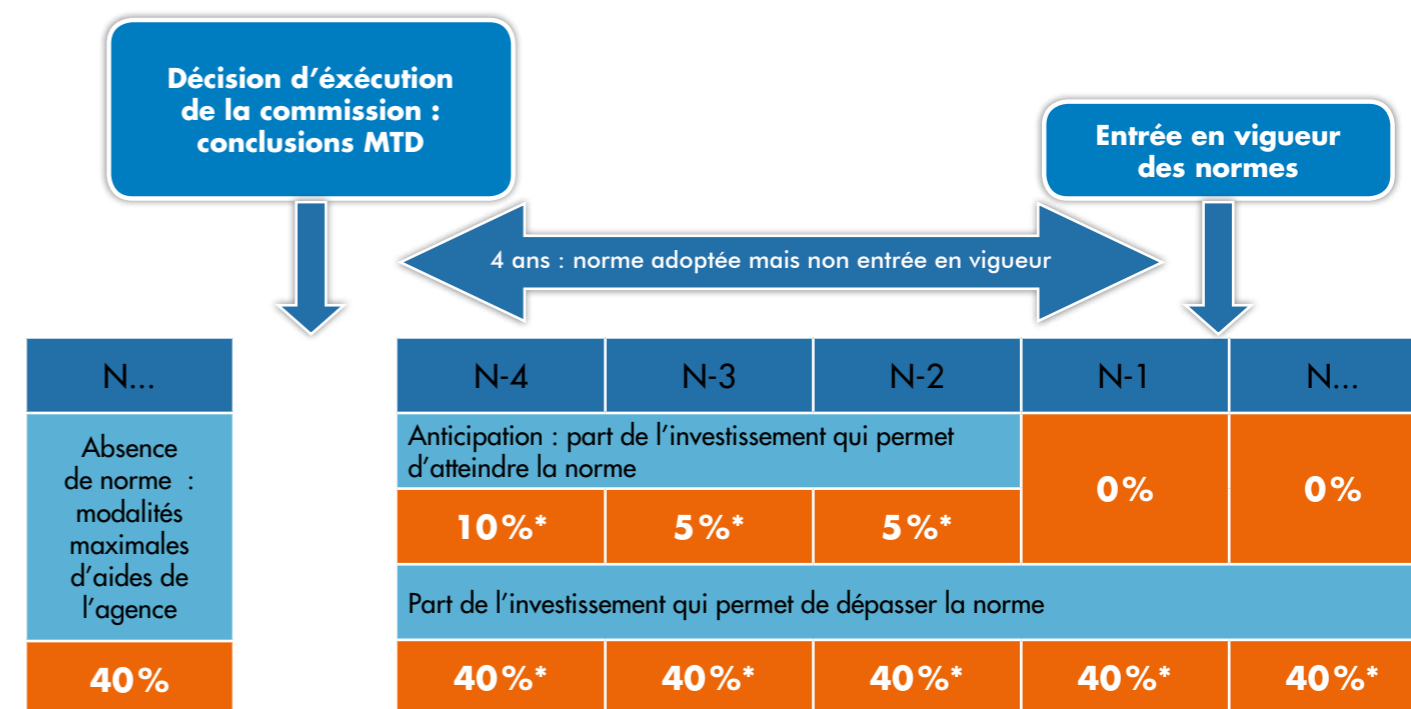 Décision d'éxécution
de la commission :
conclusions MTD
Entrée en vigueur
des normes
4 ans : norme adoptée mais non entrée en vigueur
N...
Absence
de norme :
modalités
maximales
d'aides de
l'agence
40%
N-4 N-3 N-2 N-1 N...
Anticipation : part de l'investissement qui permet
d'atteindre la norme
10%* 5%* 5%* 0% 0%
Part de l'investissement qui permet de dépasser la norme
40%* 40%* 40%* 40%* 40%*